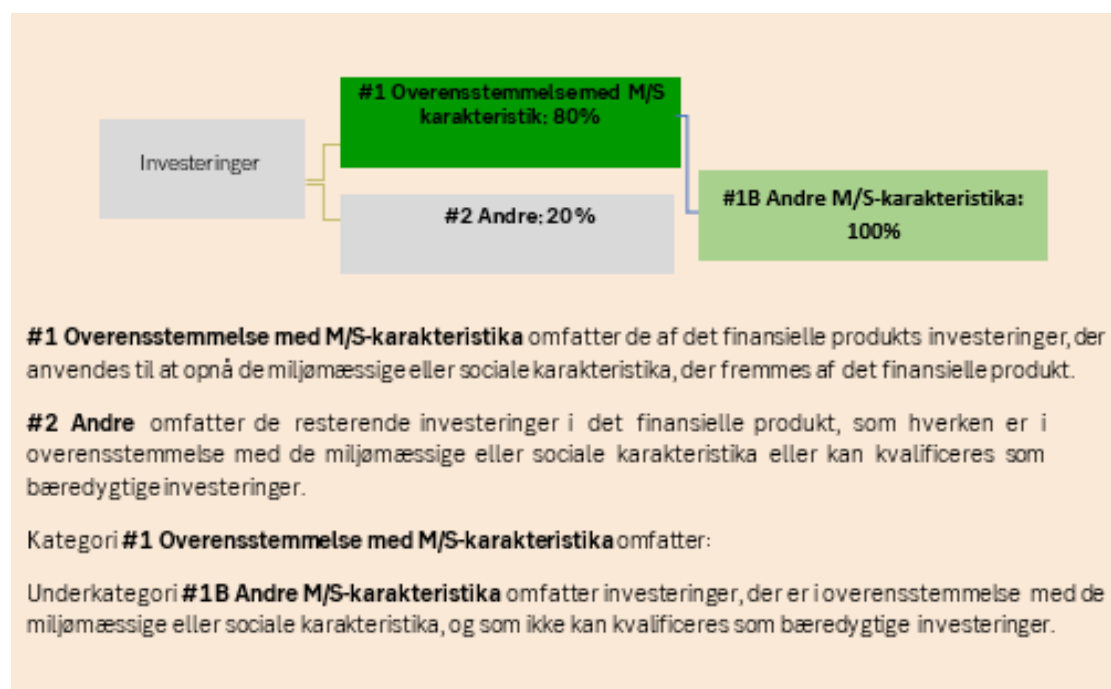 #1 Overensstemmelse med M/S
karakteristik: 80%
Investeringer
#2 Andre: 20%
#1B Andre M/S-karakteristika:
100%
#1 Overensstemmelse med M/S-karakteristika omfatter de af det finansielle produkts investeringer, der
anvendes til at opnå de miljømæssige eller sociale karakteristika, der fremmes af det finansielle produkt.
#2 Andre omfatter de resterende investeringer i det finansielle produkt, som hverken er i
overensstemmelse med de miljømæssige eller sociale karakteristika eller kan kvalificeres som
bæredygtige investeringer.
Kategori #1 Overensstemmelse med M/S-karakteristika omfatter:
Underkategori #1B Andre M/S-karakteristika omfatter investeringer, der er i overensstemmelse med de
miljømæssige eller sociale karakteristika, og som ikke kan kvalificeres som bæredygtige investeringer.